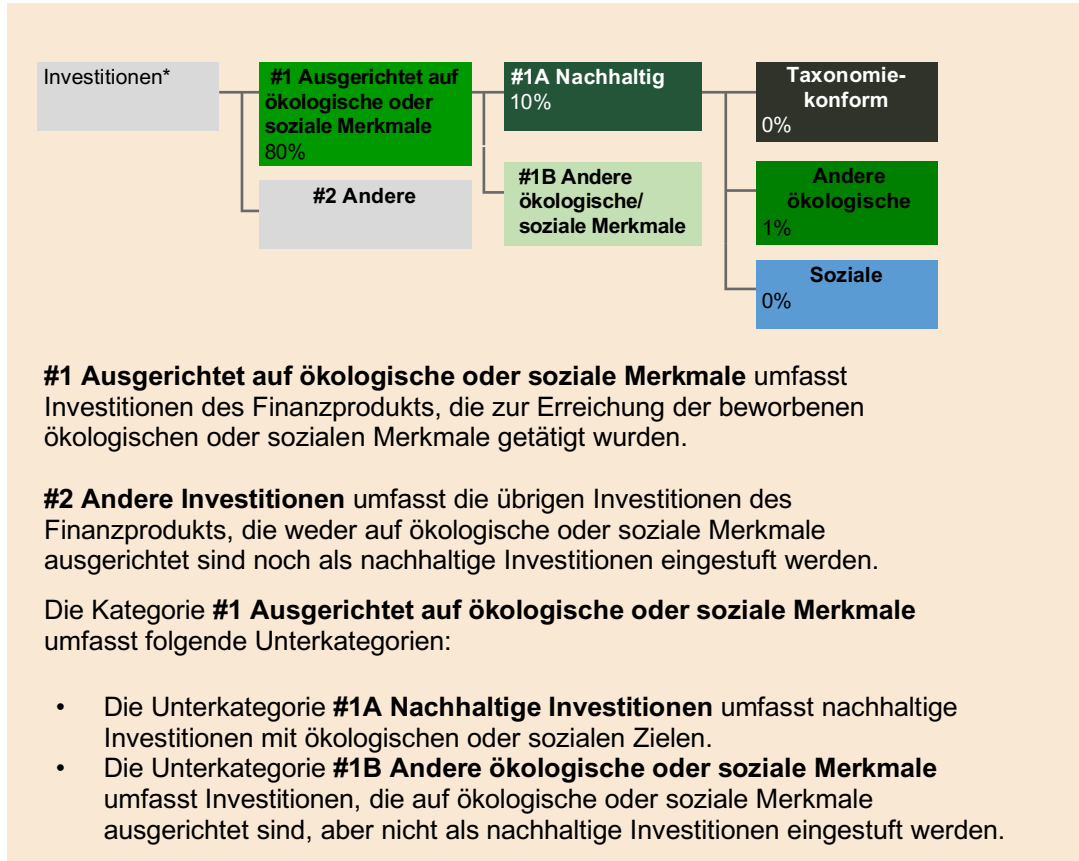 Investitionen*
#1 Ausgerichtet auf
ökologische oder
soziale Merkmale
80%
#2 Andere
#1A Nachhaltig
10%
#1B Andere
ökologische/
soziale Merkmale
Taxonomie-
konform
0%
Andere
ökologische
1%
Soziale
0%
#1 Ausgerichtet auf ökologische oder soziale Merkmale umfasst
Investitionen des Finanzprodukts, die zur Erreichung der beworbenen
ökologischen oder sozialen Merkmale getätigt wurden.
#2 Andere Investitionen umfasst die übrigen Investitionen des
Finanzprodukts, die weder auf ökologische oder soziale Merkmale
ausgerichtet sind noch als nachhaltige Investitionen eingestuft werden.
Die Kategorie #1 Ausgerichtet auf ökologische oder soziale Merkmale
umfasst folgende Unterkategorien:
• Die Unterkategorie #1A Nachhaltige Investitionen umfasst nachhaltige
Investitionen mit ökologischen oder sozialen Zielen.
• Die Unterkategorie #1B Andere ökologische oder soziale Merkmale
umfasst Investitionen, die auf ökologische oder soziale Merkmale
ausgerichtet sind, aber nicht als nachhaltige Investitionen eingestuft werden.